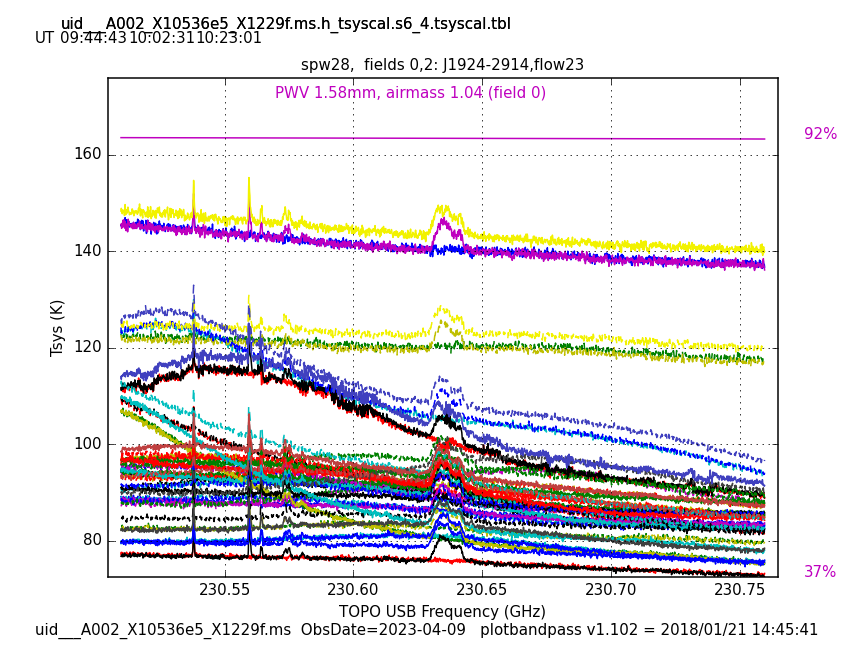 uid___A002_X10536e5_X1229f.ms.h_tsyscal.s6_4.tsyscal.tbl
UT 09:44:43 10:02:31 10:23:01
spw28, fields 0,2: J1924-2914,flow23
PWV 1.58mm, airmass 1.04 (field 0)
92%
160
140
120
100
80
Tsys (K)
37%
230.55 230.60 230.65 230.70 230.75
TOPO USB Frequency (GHz)
uid___A002_X10536e5_X1229f.ms ObsDate=2023-04-09 plotbandpass v1.102 = 2018/01/21 14:45:41